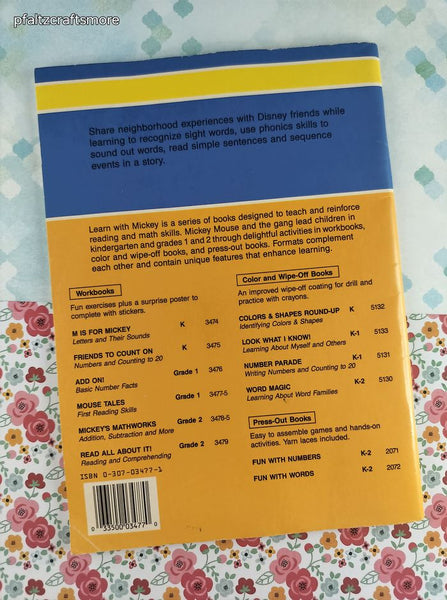 pfaltzcraftsmore
Share neighborhood experiences with Disney friends while
learning to recognize sight words, use phonics skills to
sound out words, read simple sentences and sequence
events in a story.
Learn with Mickey is a series of books designed to teach and reinforce
reading and math skills. Mickey Mouse and the gang lead children in
kindergarten and grades 1 and 2 through delightful activities in workbooks,
color and wipe-off books, and press-out books. Formats complement
each other and contain unique features that enhance learning.
Workbooks
Fun exercises plus a surprise poster to
complete with stickers.
M IS FOR MICKEY K 3474
Letters and Their Sounds
FRIENDS TO COUNT ON K 3475
Numbers and Counting to 20
ADD ON! Grade 1 3476
Basic Number Facts
MOUSE TALES Grade 1 3477-5
First Reading Skills
MICKEY'S MATHWORKS Grade 2 3478-5
Addition, Subtraction and More
READ ALL ABOUT IT! Grade 2 3479
Reading and Comprehending
ISBN 0-307-03477-1
0 33500 03477 0
Color and Wipe-Off Books
An improved wipe-off coating for drill and
practice with crayons.
COLORS & SHAPES ROUND-UP K 5132
Identifying Colors & Shapes
LOOK WHAT I KNOW! K-1 5133
Learning About Myself and Others
NUMBER PARADE K-1 5131
Writing Numbers and Counting to 20
WORD MAGIC K-2 5130
Learning About Word Families
Press-Out Books
Easy to assemble games and hands-on
activities. Yarn laces included.
FUN WITH NUMBERS K-2 2071
FUN WITH WORDS K-2 2072